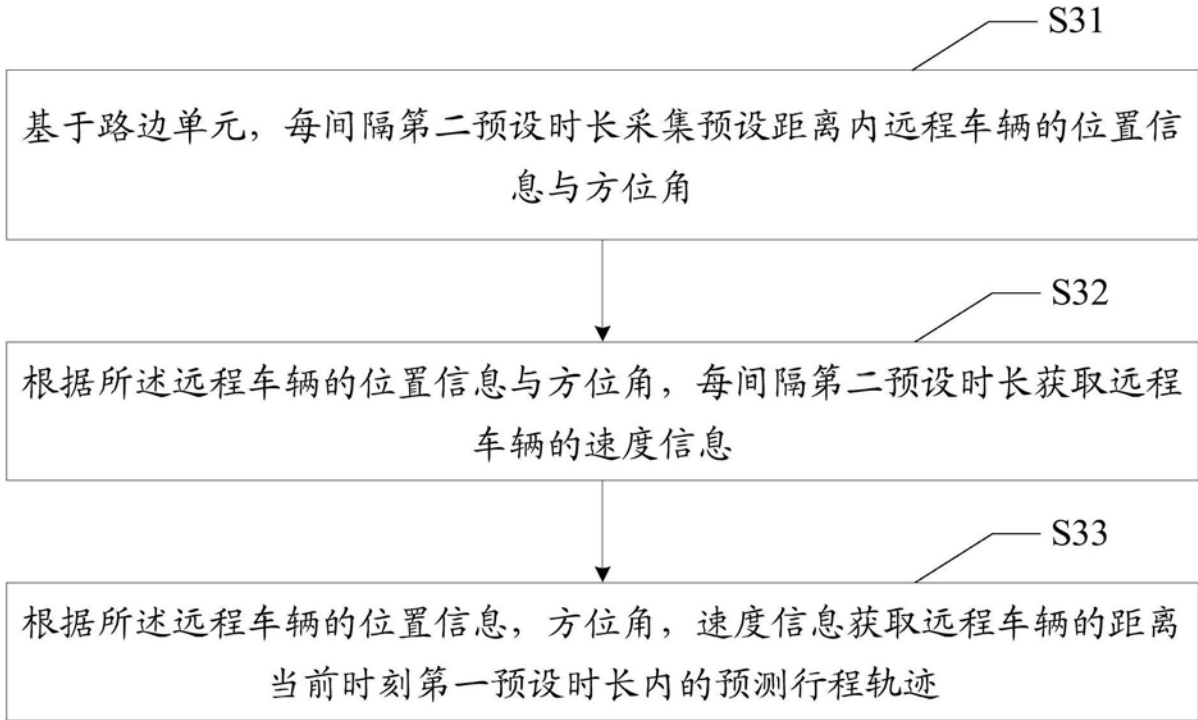 S31
基于路边单元，每间隔第二预设时长采集预设距离内远程车辆的位置信
息与方位角
S32
根据所述远程车辆的位置信息与方位角，每间隔第二预设时长获取远程
车辆的速度信息
S33
根据所述远程车辆的位置信息，方位角，速度信息获取远程车辆的距离
当前时刻第一预设时长内的预测行程轨迹